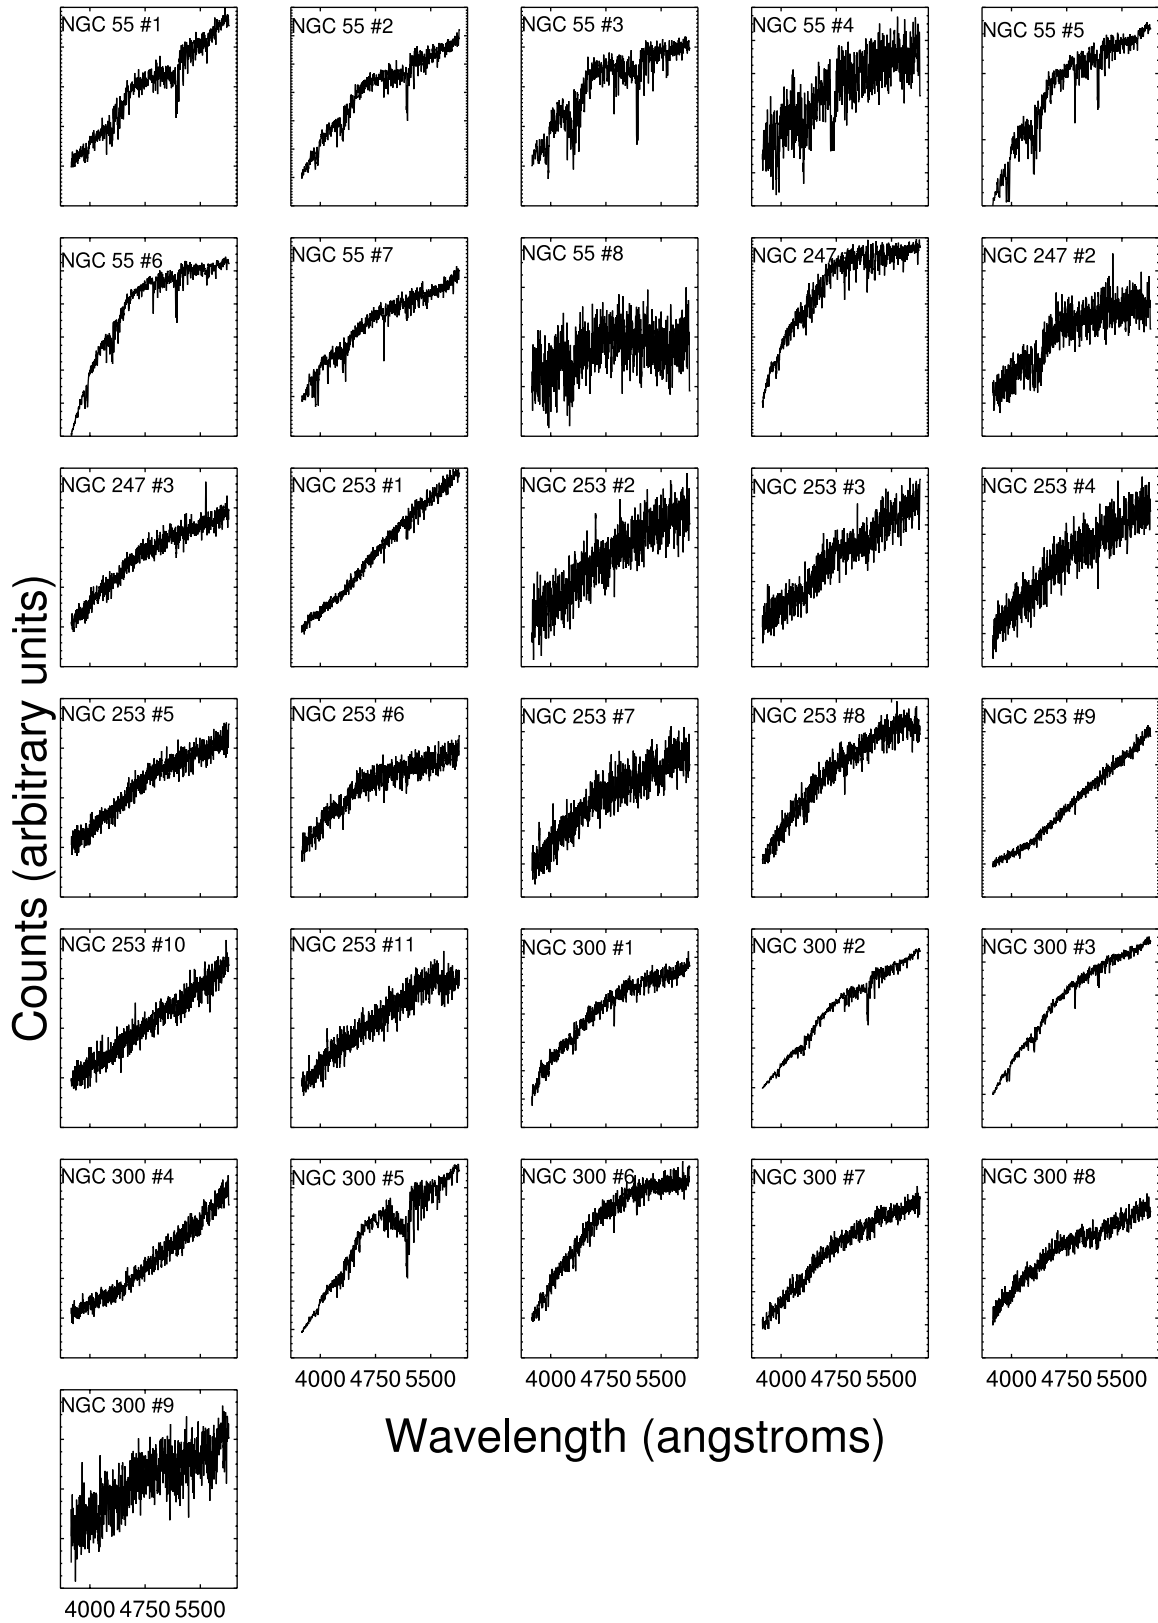 NGC 55 #1
NGC 55 #2
NGC 55 #3
NGC 55 #4
NGC 55 #5
NGC 55 #6
NGC 55 #7
NGC 55 #8
NGC 247
NGC 247 #2
NGC 247 #3
NGC 253 #1
NGC 253 #2
NGC 253 #3
NGC 253 #4
NGC 253 #5
NGC 253 #6
NGC 253 #7
NGC 253 #8
NGC 253 #9
NGC 253 #10
NGC 253 #11
NGC 300 #1
NGC 300 #2
NGC 300 #3
NGC 300 #4
NGC 300 #5
NGC 300 #6
NGC 300 #7
NGC 300 #8
4000 4750 5500
4000 4750 5500
4000 4750 5500
4000 4750 5500
NGC 300 #9
4000 4750 5500
Wavelength (angstroms)
Counts (arbitrary units)